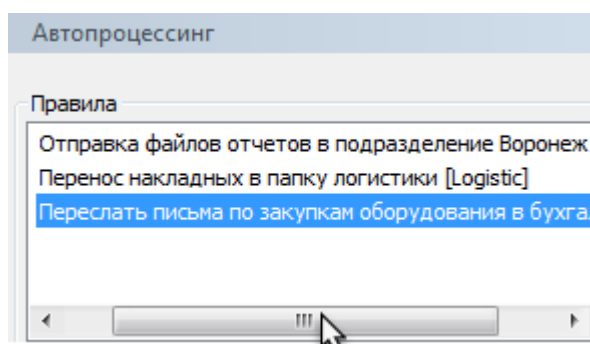 Автопроцессинг
Правила
Отправка файлов отчетов в подразделение Воронеж
Перенос накладных в папку логистики [Logistic]
Переслать письма по закупкам оборудования в бухга